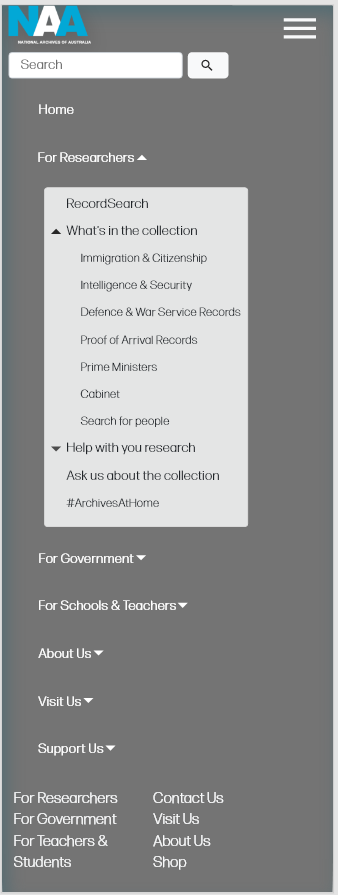 NAA
NATIONAL ARCHIVES OF AUSTRALIA
Search
Home
For Researchers
RecordSearch
What's in the collection
Immigration & Citizenship
Intelligence & Security
Defence & War Service Records
Proof of Arrival Records
Prime Ministers
Cabinet
Search for people
Help with you research
Ask us about the collection
#ArchivesAtHome
For Government
For Schools & Teachers
About Us
Visit Us
Support Us
For Researchers
For Government
For Teachers &
Students
Contact Us
Visit Us
About Us
Shop